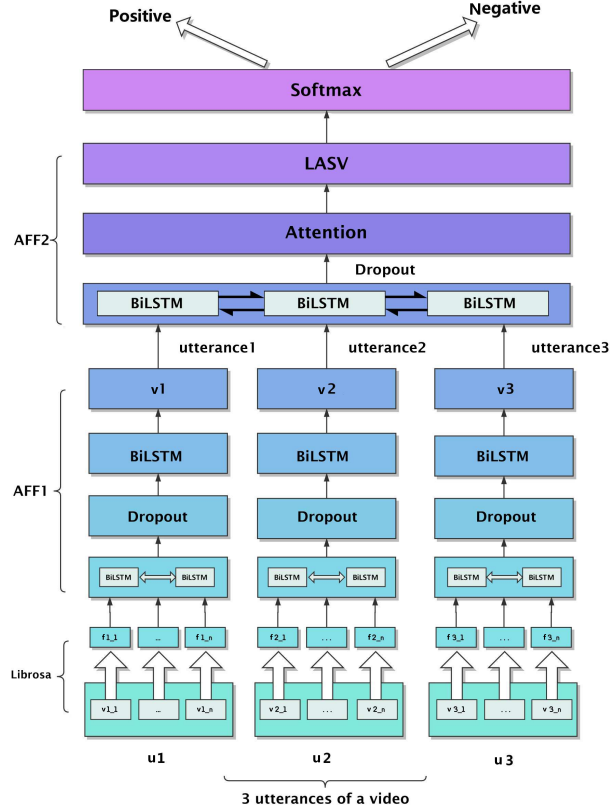 Positive Negative
Softmax
LASV
AFF2
Attention
Dropout
BiLSTM BiLSTM BiLSTM
utterance1 utterance2 utterance3
v1 v2 v3
BiLSTM BiLSTM BiLSTM
AFF1
Dropout Dropout Dropout
BiLSTM BiLSTM BiLSTM BiLSTM BiLSTM BiLSTM
f1_1 ... f1_n f2_1 ... f2_n f3_1 ... f3_n
Librosa
v1_1 ... v1_n v2_1 ... v2_n v3_1 ... v3_n
u1 u2 u3
3 utterances of a video